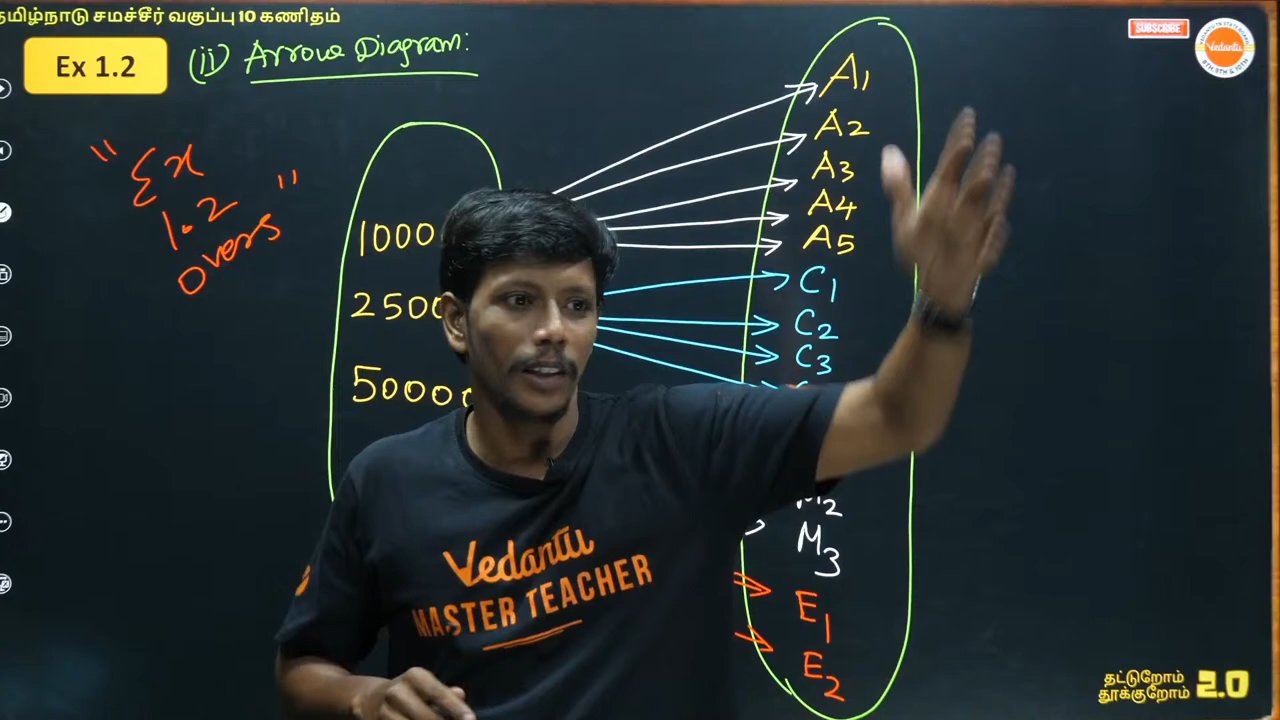 தமிழ்நாடு சமச்சீர் வகுப்பு 10 கணிதம்
SUBSCRIBE
Vedantu
Ex 1.2
(ii) Arrow Diagram:
"Ex
1.2
overs"
A1
A2
A3
A4
A5
1000
C1
2500
C2
C3
5000
M2
M3
E1
E2
Vedantu
MASTER TEACHER
தட்டுறோம்
தூக்குறோம் 2.0